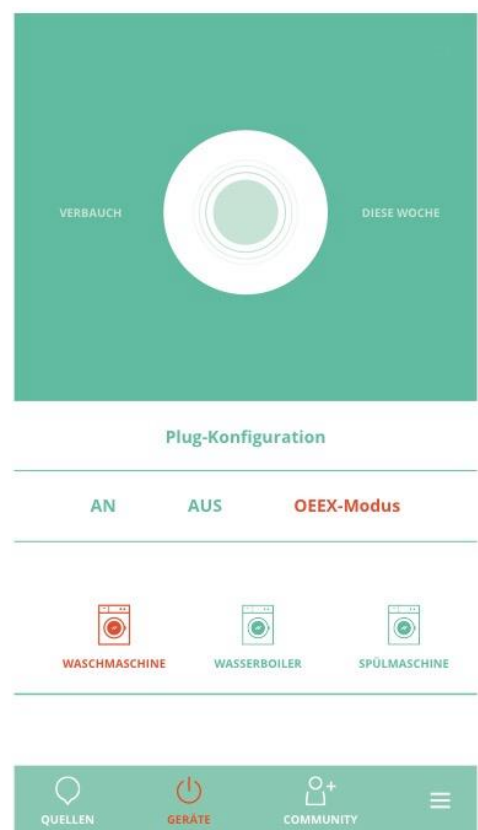 VERBAUCH
DIESE WOCHE
Plug-Konfiguration
AN AUS OEEX-Modus
WASCHMASCHINE WASSERBOILER SPÜLMASCHINE
QUELLEN GERÄTE COMMUNITY